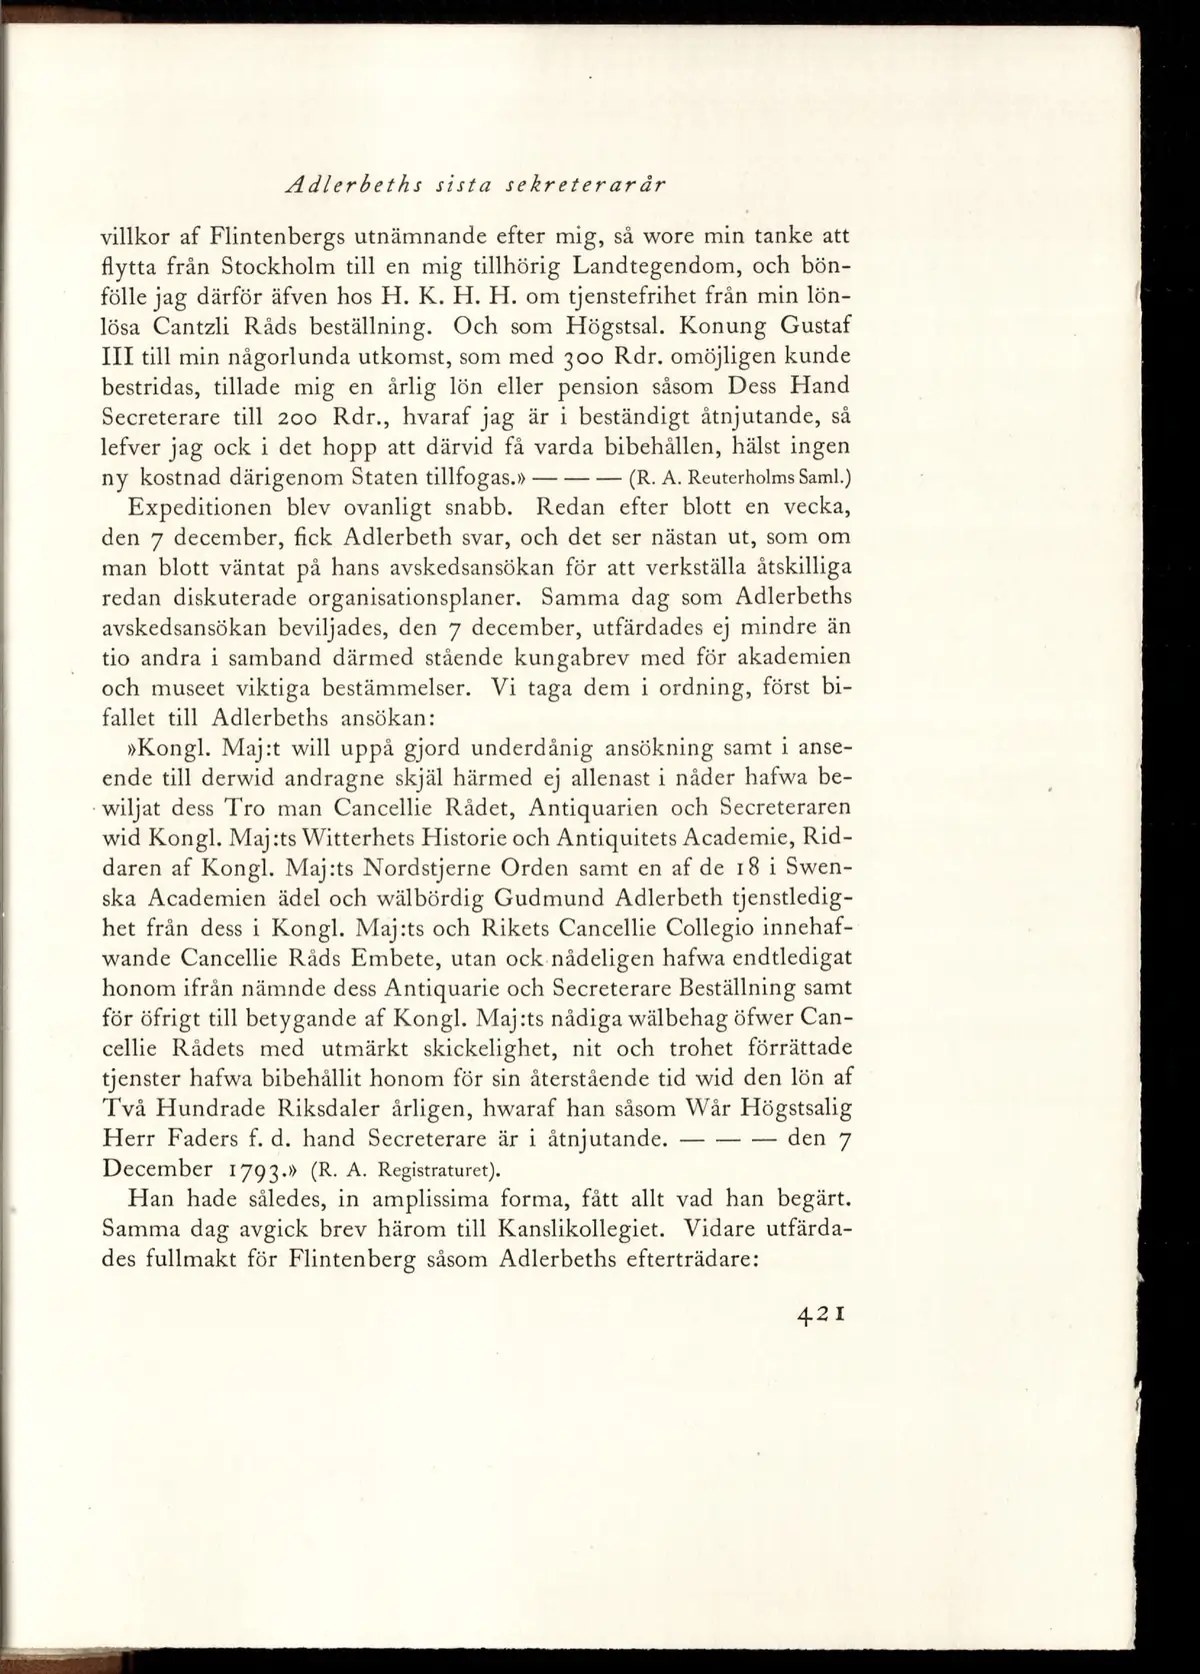 Adlerbeths sista sekreterarår
villkor af Flintenbergs utnämnande efter mig, så wore min tanke att
flytta från Stockholm till en mig tillhörig Landtegendom, och bön-
fölle jag därför äfven hos H. K. H. H. om tjenstefrihet från min lön-
lösa Cantzli Råds beställning. Och som Högstsal. Konung Gustaf
III till min någorlunda utkomst, som med 300 Rdr. omöjligen kunde
bestridas, tillade mig en årlig lön eller pension såsom Dess Hand
Secreterare till 200 Rdr., hvaraf jag är i beständigt åtnjutande, så
lefver jag ock i det hopp att därvid få varda bibehållen, hälst ingen
ny kostnad därigenom Staten tillfogas.» — — — (R. A. Reuterholms Saml.)
Expeditionen blev ovanligt snabb. Redan efter blott en vecka,
den 7 december, fick Adlerbeth svar, och det ser nästan ut, som om
man blott väntat på hans avskedsansökan för att verkställa åtskilliga
redan diskuterade organisationsplaner. Samma dag som Adlerbeths
avskedsansökan beviljades, den 7 december, utfärdades ej mindre än
tio andra i samband därmed stående kungabrev med för akademien
och museet viktiga bestämmelser. Vi taga dem i ordning, först bi-
fallet till Adlerbeths ansökan:
»Kongl. Maj:t will uppå gjord underdånig ansökning samt i anse-
ende till derwid andragne skjäl härmed ej allenast i nåder hafwa be-
wiljat dess Tro man Cancellie Rådet, Antiquarien och Secreteraren
wid Kongl. Maj:ts Witterhets Historie och Antiquitets Academie, Rid-
daren af Kongl. Maj:ts Nordstjerne Orden samt en af de 18 i Swen-
ska Academien ädel och wälbördig Gudmund Adlerbeth tjenstledig-
het från dess i Kongl. Maj:ts och Rikets Cancellie Collegio innehaf-
wande Cancellie Råds Embete, utan ock nådeligen hafwa endtledigat
honom ifrån nämnde dess Antiquarie och Secreterare Beställning samt
för öfrigt till betygande af Kongl. Maj:ts nådiga wälbehag öfwer Can-
cellie Rådets med utmärkt skickelighet, nit och trohet förrättade
tjenster hafwa bibehållit honom för sin återstående tid wid den lön af
Två Hundrade Riksdaler årligen, hwaraf han såsom Wår Högstsalig
Herr Faders f. d. hand Secreterare är i åtnjutande. — — — den 7
December 1793.» (R. A. Registraturet).
Han hade således, in amplissima forma, fått allt vad han begärt.
Samma dag avgick brev härom till Kanslikollegiet. Vidare utfärda-
des fullmakt för Flintenberg såsom Adlerbeths efterträdare:
421